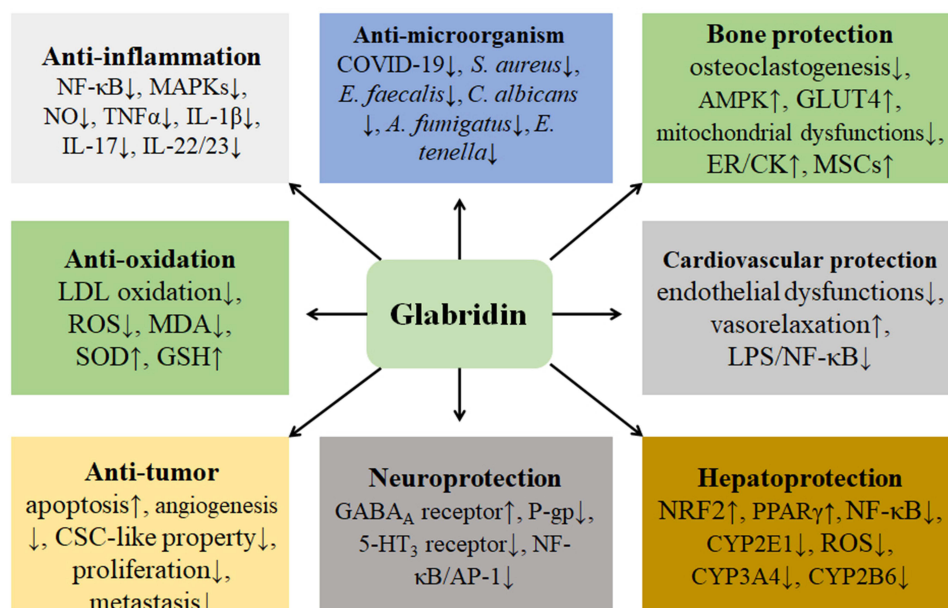 Anti-inflammation
NF-κB↓, MAPKs↓,
NO↓, TNFα↓, IL-1β↓,
IL-17↓, IL-22/23↓
Anti-microorganism
COVID-19↓, S. aureus↓,
E. faecalis↓, C. albicans
↓, A. fumigatus↓, E.
tenella↓
Bone protection
osteoclastogenesis↓,
AMPK↑, GLUT4↑,
mitochondrial dysfunctions↓,
ER/CK↑, MSCs↑
Anti-oxidation
LDL oxidation↓,
ROS↓, MDA↓,
SOD↑, GSH↑
Glabridin
Cardiovascular protection
endothelial dysfunctions↓,
vasorelaxation↑,
LPS/NF-κB↓
Anti-tumor
apoptosis↑, angiogenesis
↓, CSC-like property↓,
proliferation↓,
metastasis↓
Neuroprotection
GABAA receptor↑, P-gp↓,
5-HT3 receptor↓, NF-
κB/AP-1↓
Hepatoprotection
NRF2↑, PPARγ↑, NF-κB↓,
CYP2E1↓, ROS↓,
CYP3A4↓, CYP2B6↓